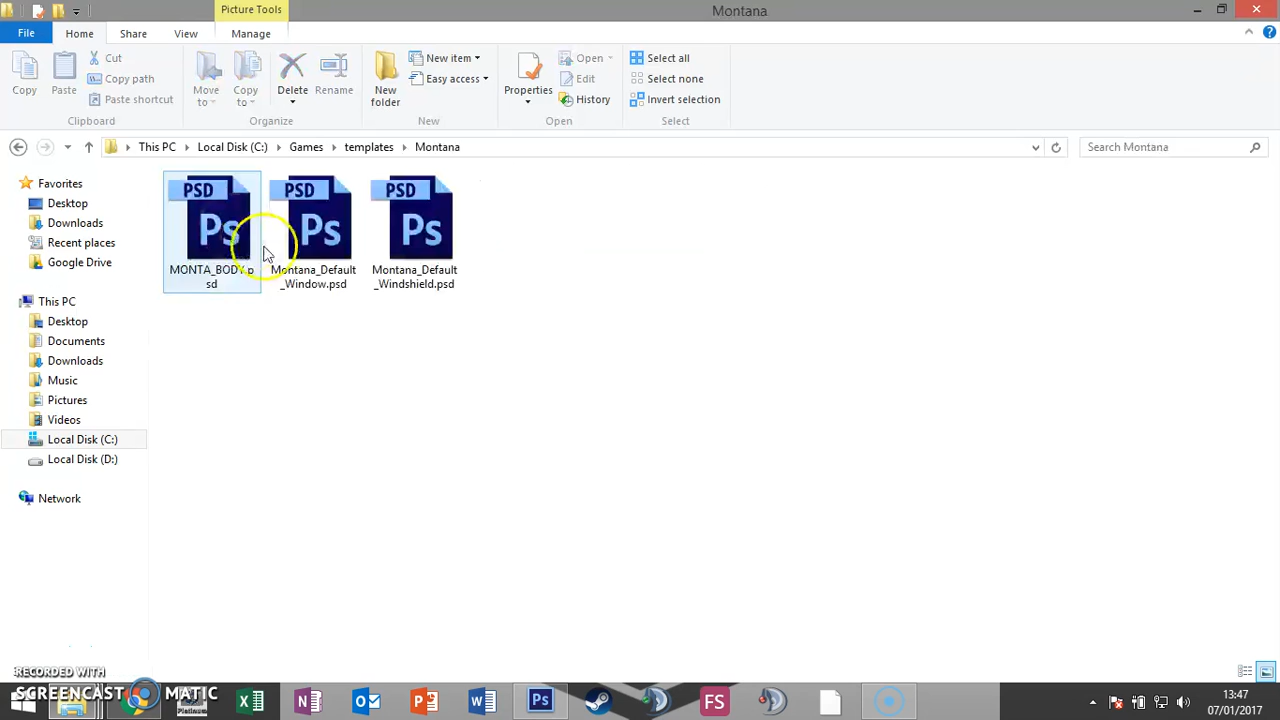 Picture Tools
Montana
File
Home
Share
View
Manage
Copy
Paste
Cut
Copy path
Paste shortcut
Clipboard
Move to
Copy to
Delete
Rename
Organize
New folder
New item
Easy access
New
Properties
Open
Edit
History
Open
Select all
Select none
Invert selection
Select
This PC
Local Disk (C:)
Games
templates
Montana
Search Montana
Favorites
Desktop
Downloads
Recent places
Google Drive
This PC
Desktop
Documents
Downloads
Music
Pictures
Videos
Local Disk (C:)
Local Disk (D:)
Network
PSD
Ps
MONTA_BODY.p
sd
PSD
Ps
Montana_Default
_Window.psd
PSD
Ps
Montana_Default
_Windshield.psd
RECORDED WITH
SCREENCAST MATIC
Platinum
Ps
FS
13:47
07/01/2017